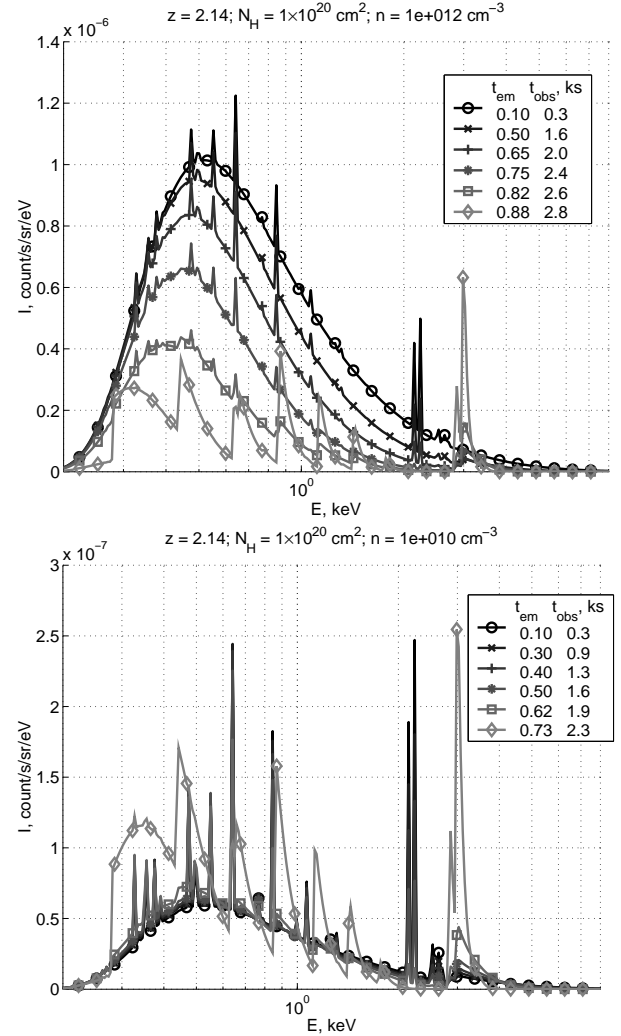 z = 2.14; N_H = 1×10^20 cm^2; n = 1e+012 cm^−3
x 10^−6
1.4
1.2
1
0.8
0.6
0.4
0.2
0
I, count/s/sr/eV
t_em t_obs, ks
0.10 0.3
0.50 1.6
0.65 2.0
0.75 2.4
0.82 2.6
0.88 2.8
10^0
E, keV
z = 2.14; N_H = 1×10^20 cm^2; n = 1e+010 cm^−3
x 10^−7
3
2.5
2
1.5
1
0.5
0
I, count/s/sr/eV
t_em t_obs, ks
0.10 0.3
0.30 0.9
0.40 1.3
0.50 1.6
0.62 1.9
0.73 2.3
10^0
E, keV